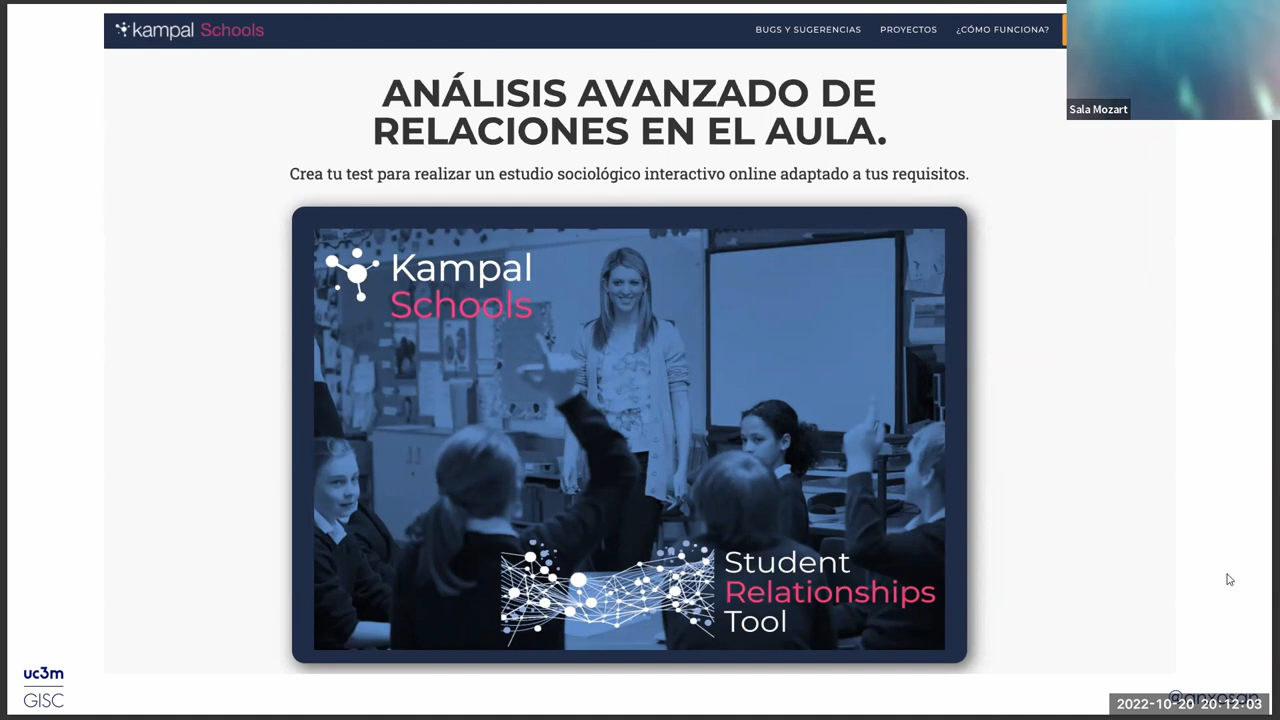 kampal Schools
BUGS Y SUGERENCIAS PROYECTOS ¿CÓMO FUNCIONA?
Sala Mozart
ANÁLISIS AVANZADO DE
RELACIONES EN EL AULA.
Crea tu test para realizar un estudio sociológico interactivo online adaptado a tus requisitos.
Kampal
Schools
Student
Relationships
Tool
uc3m
GISC
2022-10-20 20:12:03